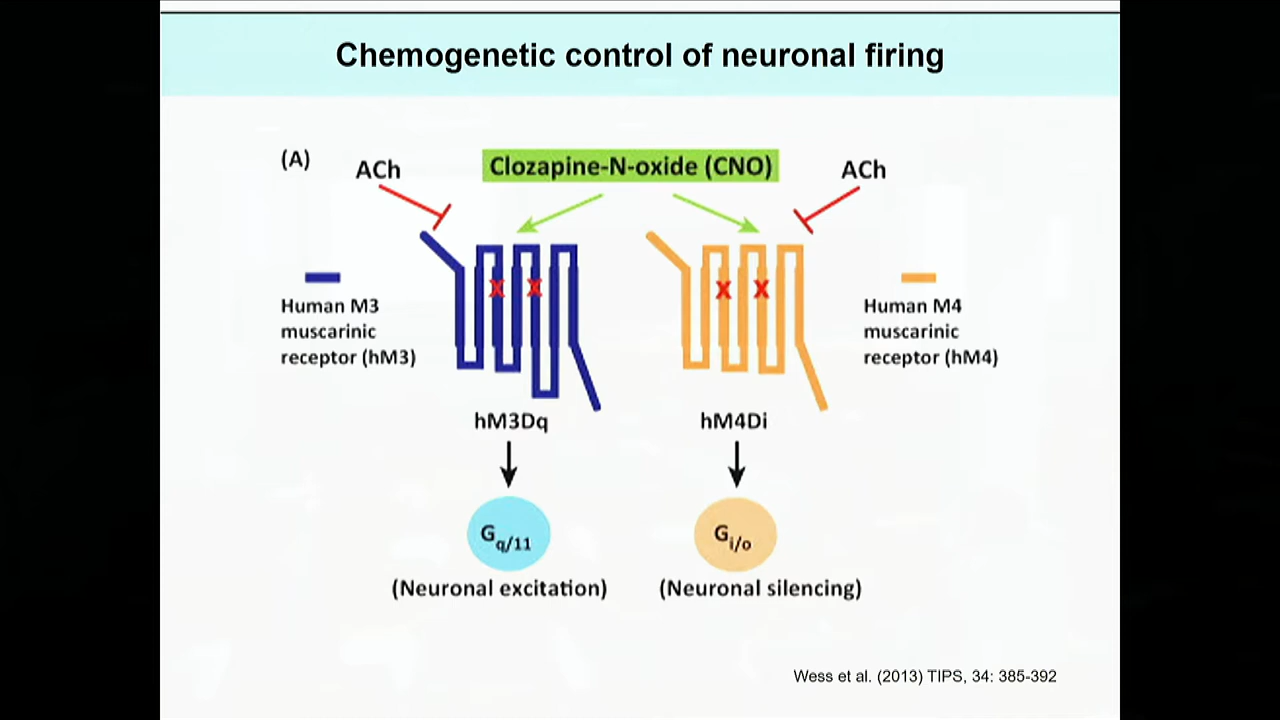 Chemogenetic control of neuronal firing
(A)
ACh
Clozapine-N-oxide (CNO)
ACh
X X
X X
Human M3
muscarinic
receptor (hM3)
Human M4
muscarinic
receptor (hM4)
hM3Dq
hM4Di
Gq/11
Gi/o
(Neuronal excitation)
(Neuronal silencing)
Wess et al. (2013) TIPS, 34: 385-392